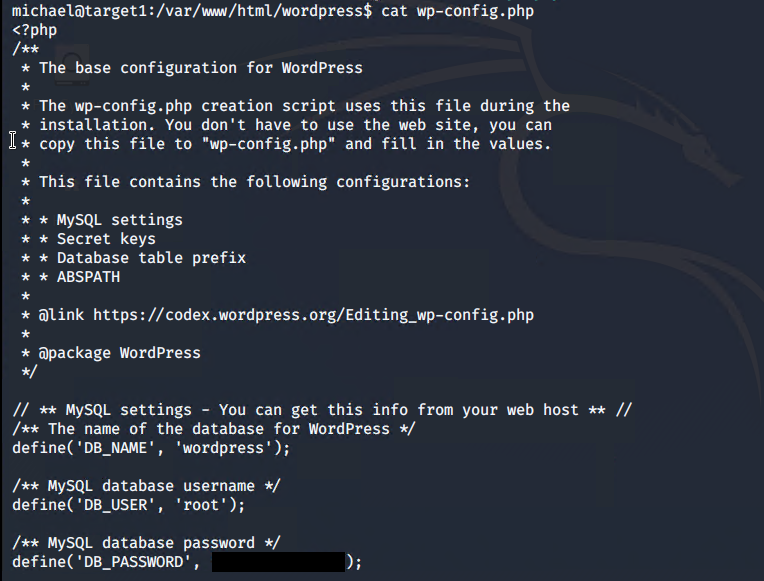 michael@target1:/var/www/html/wordpress$ cat wp-config.php
<?php
/**
 * The base configuration for WordPress
 *
 * The wp-config.php creation script uses this file during the
 * installation. You don't have to use the web site, you can
 * copy this file to "wp-config.php" and fill in the values.
 *
 * This file contains the following configurations:
 *
 * * MySQL settings
 * * Secret keys
 * * Database table prefix
 * * ABSPATH
 *
 * @link https://codex.wordpress.org/Editing_wp-config.php
 *
 * @package WordPress
 */

// ** MySQL settings - You can get this info from your web host ** //
/** The name of the database for WordPress */
define('DB_NAME', 'wordpress');

/** MySQL database username */
define('DB_USER', 'root');

/** MySQL database password */
define('DB_PASSWORD', );